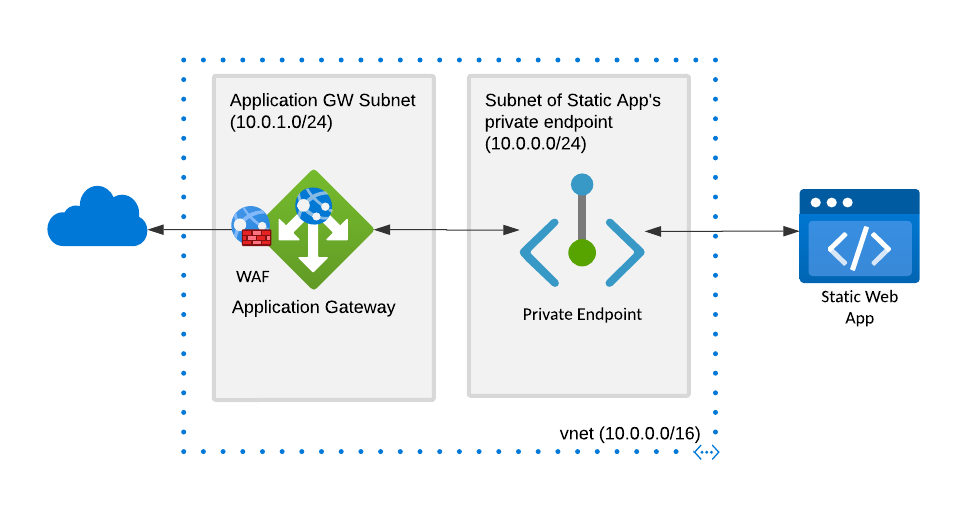 Application GW Subnet
(10.0.1.0/24)
Subnet of Static App's
private endpoint
(10.0.0.0/24)
WAF
Application Gateway
Private Endpoint
Static Web
App
vnet (10.0.0.0/16)